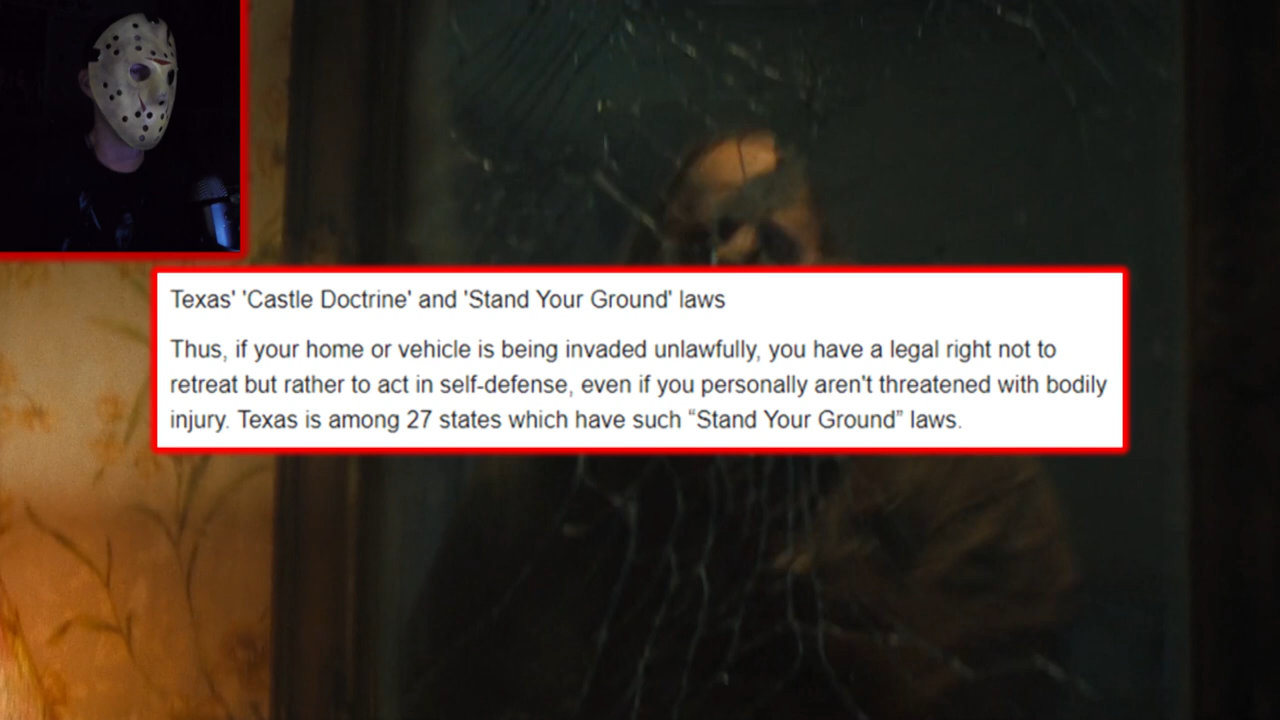 Texas' 'Castle Doctrine' and 'Stand Your Ground' laws
Thus, if your home or vehicle is being invaded unlawfully, you have a legal right not to
retreat but rather to act in self-defense, even if you personally aren't threatened with bodily
injury. Texas is among 27 states which have such “Stand Your Ground” laws.